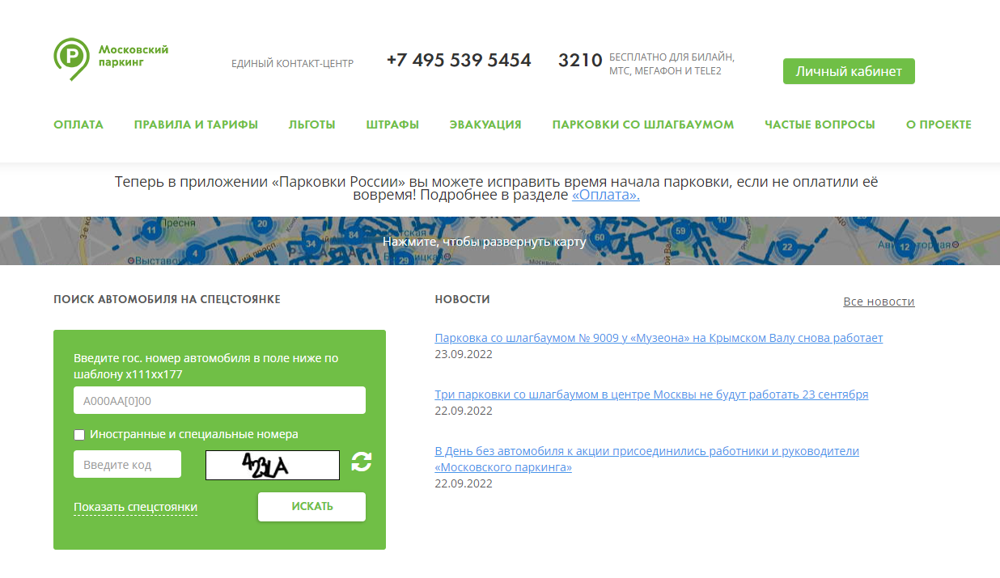 Московский
паркинг
ЕДИНЫЙ КОНТАКТ-ЦЕНТР
+7 495 539 5454
3210
БЕСПЛАТНО ДЛЯ БИЛАЙН,
МТС, МЕГАФОН И TELE2
Личный кабинет
ОПЛАТА ПРАВИЛА И ТАРИФЫ ЛЬГОТЫ ШТРАФЫ ЭВАКУАЦИЯ ПАРКОВКИ СО ШЛАГБАУМОМ ЧАСТЫЕ ВОПРОСЫ О ПРОЕКТЕ
Теперь в приложении «Парковки России» вы можете исправить время начала парковки, если не оплатили её
вовремя! Подробнее в разделе «Оплата».
Нажмите, чтобы развернуть карту
ПОИСК АВТОМОБИЛЯ НА СПЕЦСТОЯНКЕ
Введите гос. номер автомобиля в поле ниже по
шаблону х111хх177
А000АА[0]00
Иностранные и специальные номера
Введите код
Показать спецстоянки
ИСКАТЬ
НОВОСТИ
Все новости
Парковка со шлагбаумом № 9009 у «Музеона» на Крымском Валу снова работает
23.09.2022
Три парковки со шлагбаумом в центре Москвы не будут работать 23 сентября
22.09.2022
В День без автомобиля к акции присоединились работники и руководители
«Московского паркинга»
22.09.2022